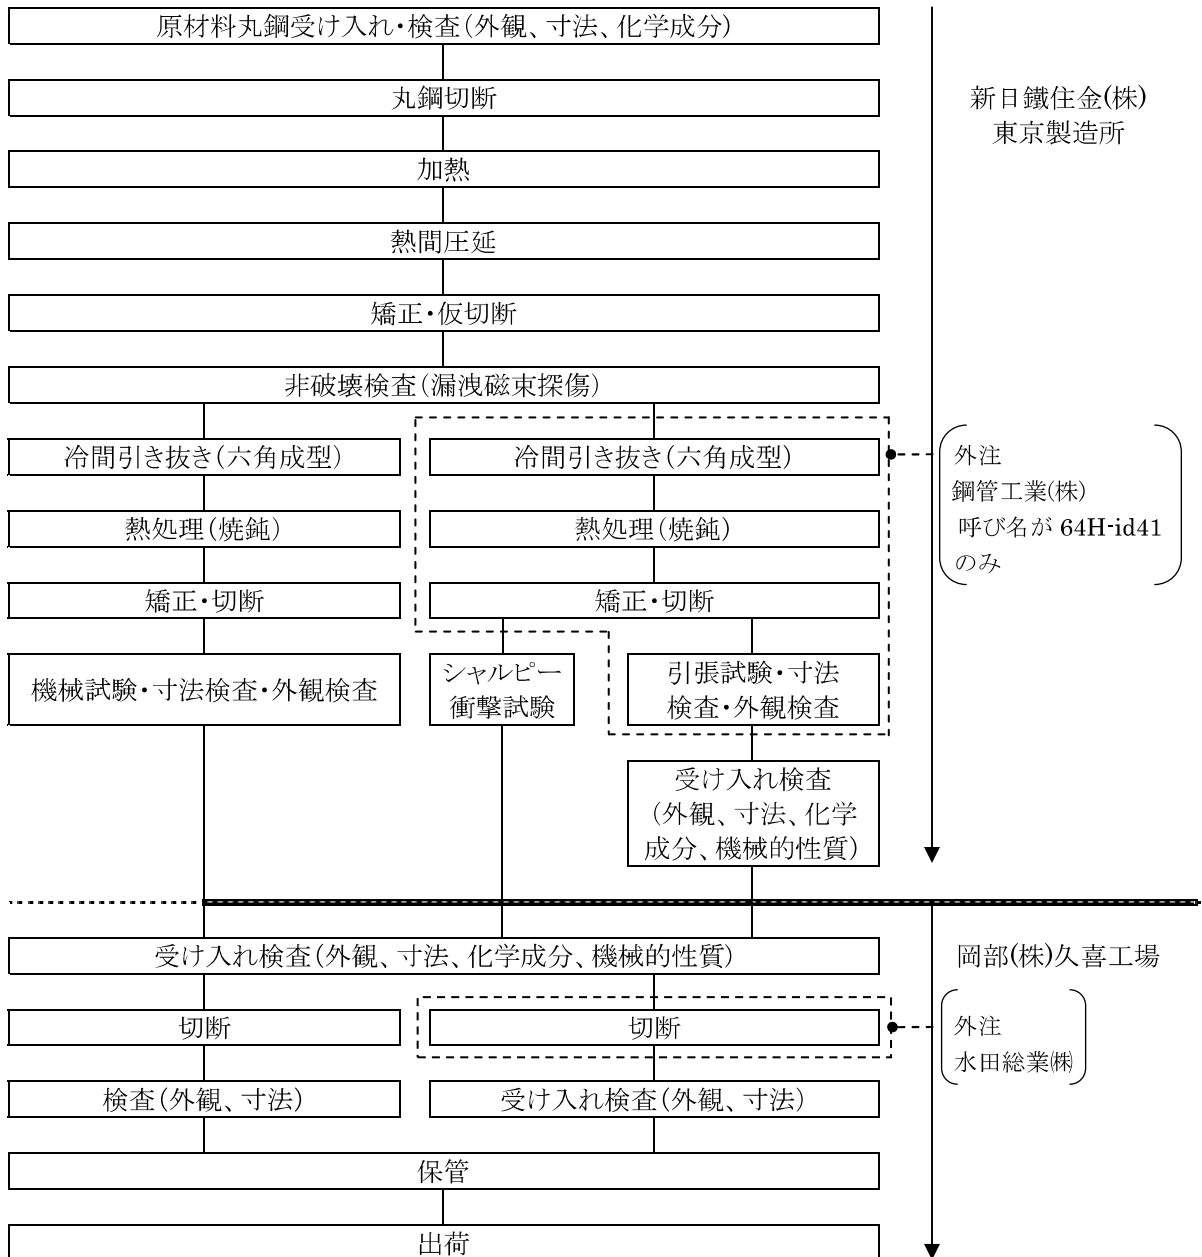 原材料丸鋼受け入れ・検査(外観、寸法、化学成分)
丸鋼切断
新日鐵住金(株)
東京製造所
加熱
熱間圧延
矯正・仮切断
非破壊検査(漏洩磁束探傷)
冷間引き抜き(六角成型)
冷間引き抜き(六角成型)
外注
鋼管工業(株)
呼び名が 64H-id41
のみ
熱処理(焼鈍)
熱処理(焼鈍)
矯正・切断
矯正・切断
機械試験・寸法検査・外観検査
シャルピー
衝撃試験
引張試験・寸法
検査・外観検査
受け入れ検査
(外観、寸法、化学
成分、機械的性質)
受け入れ検査(外観、寸法、化学成分、機械的性質)
岡部(株)久喜工場
切断
切断
外注
水田総業㈱
検査(外観、寸法)
受け入れ検査(外観、寸法)
保管
出荷